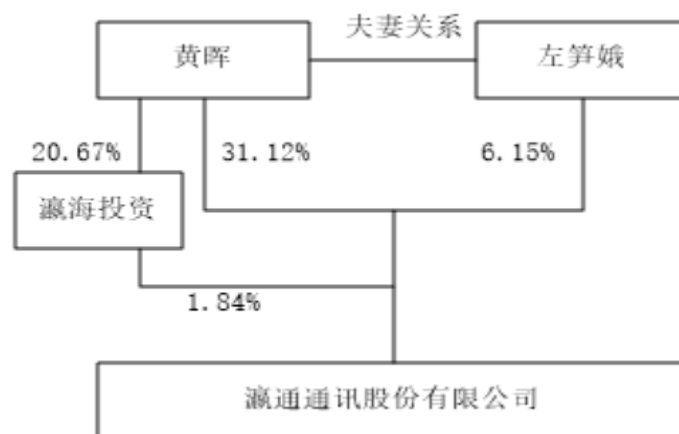 夫妻关系
黄晖
左笋娥
20.67%
31.12%
6.15%
瀛海投资
1.84%
瀛通通讯股份有限公司